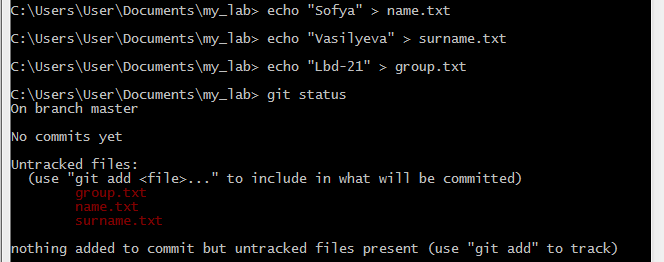 C:\Users\User\Documents\my_lab> echo "Sofya" > name.txt
C:\Users\User\Documents\my_lab> echo "Vasilyeva" > surname.txt
C:\Users\User\Documents\my_lab> echo "Lbd-21" > group.txt
C:\Users\User\Documents\my_lab> git status
On branch master
No commits yet
Untracked files:
(use "git add <file>..." to include in what will be committed)
group.txt
name.txt
surname.txt
nothing added to commit but untracked files present (use "git add" to track)